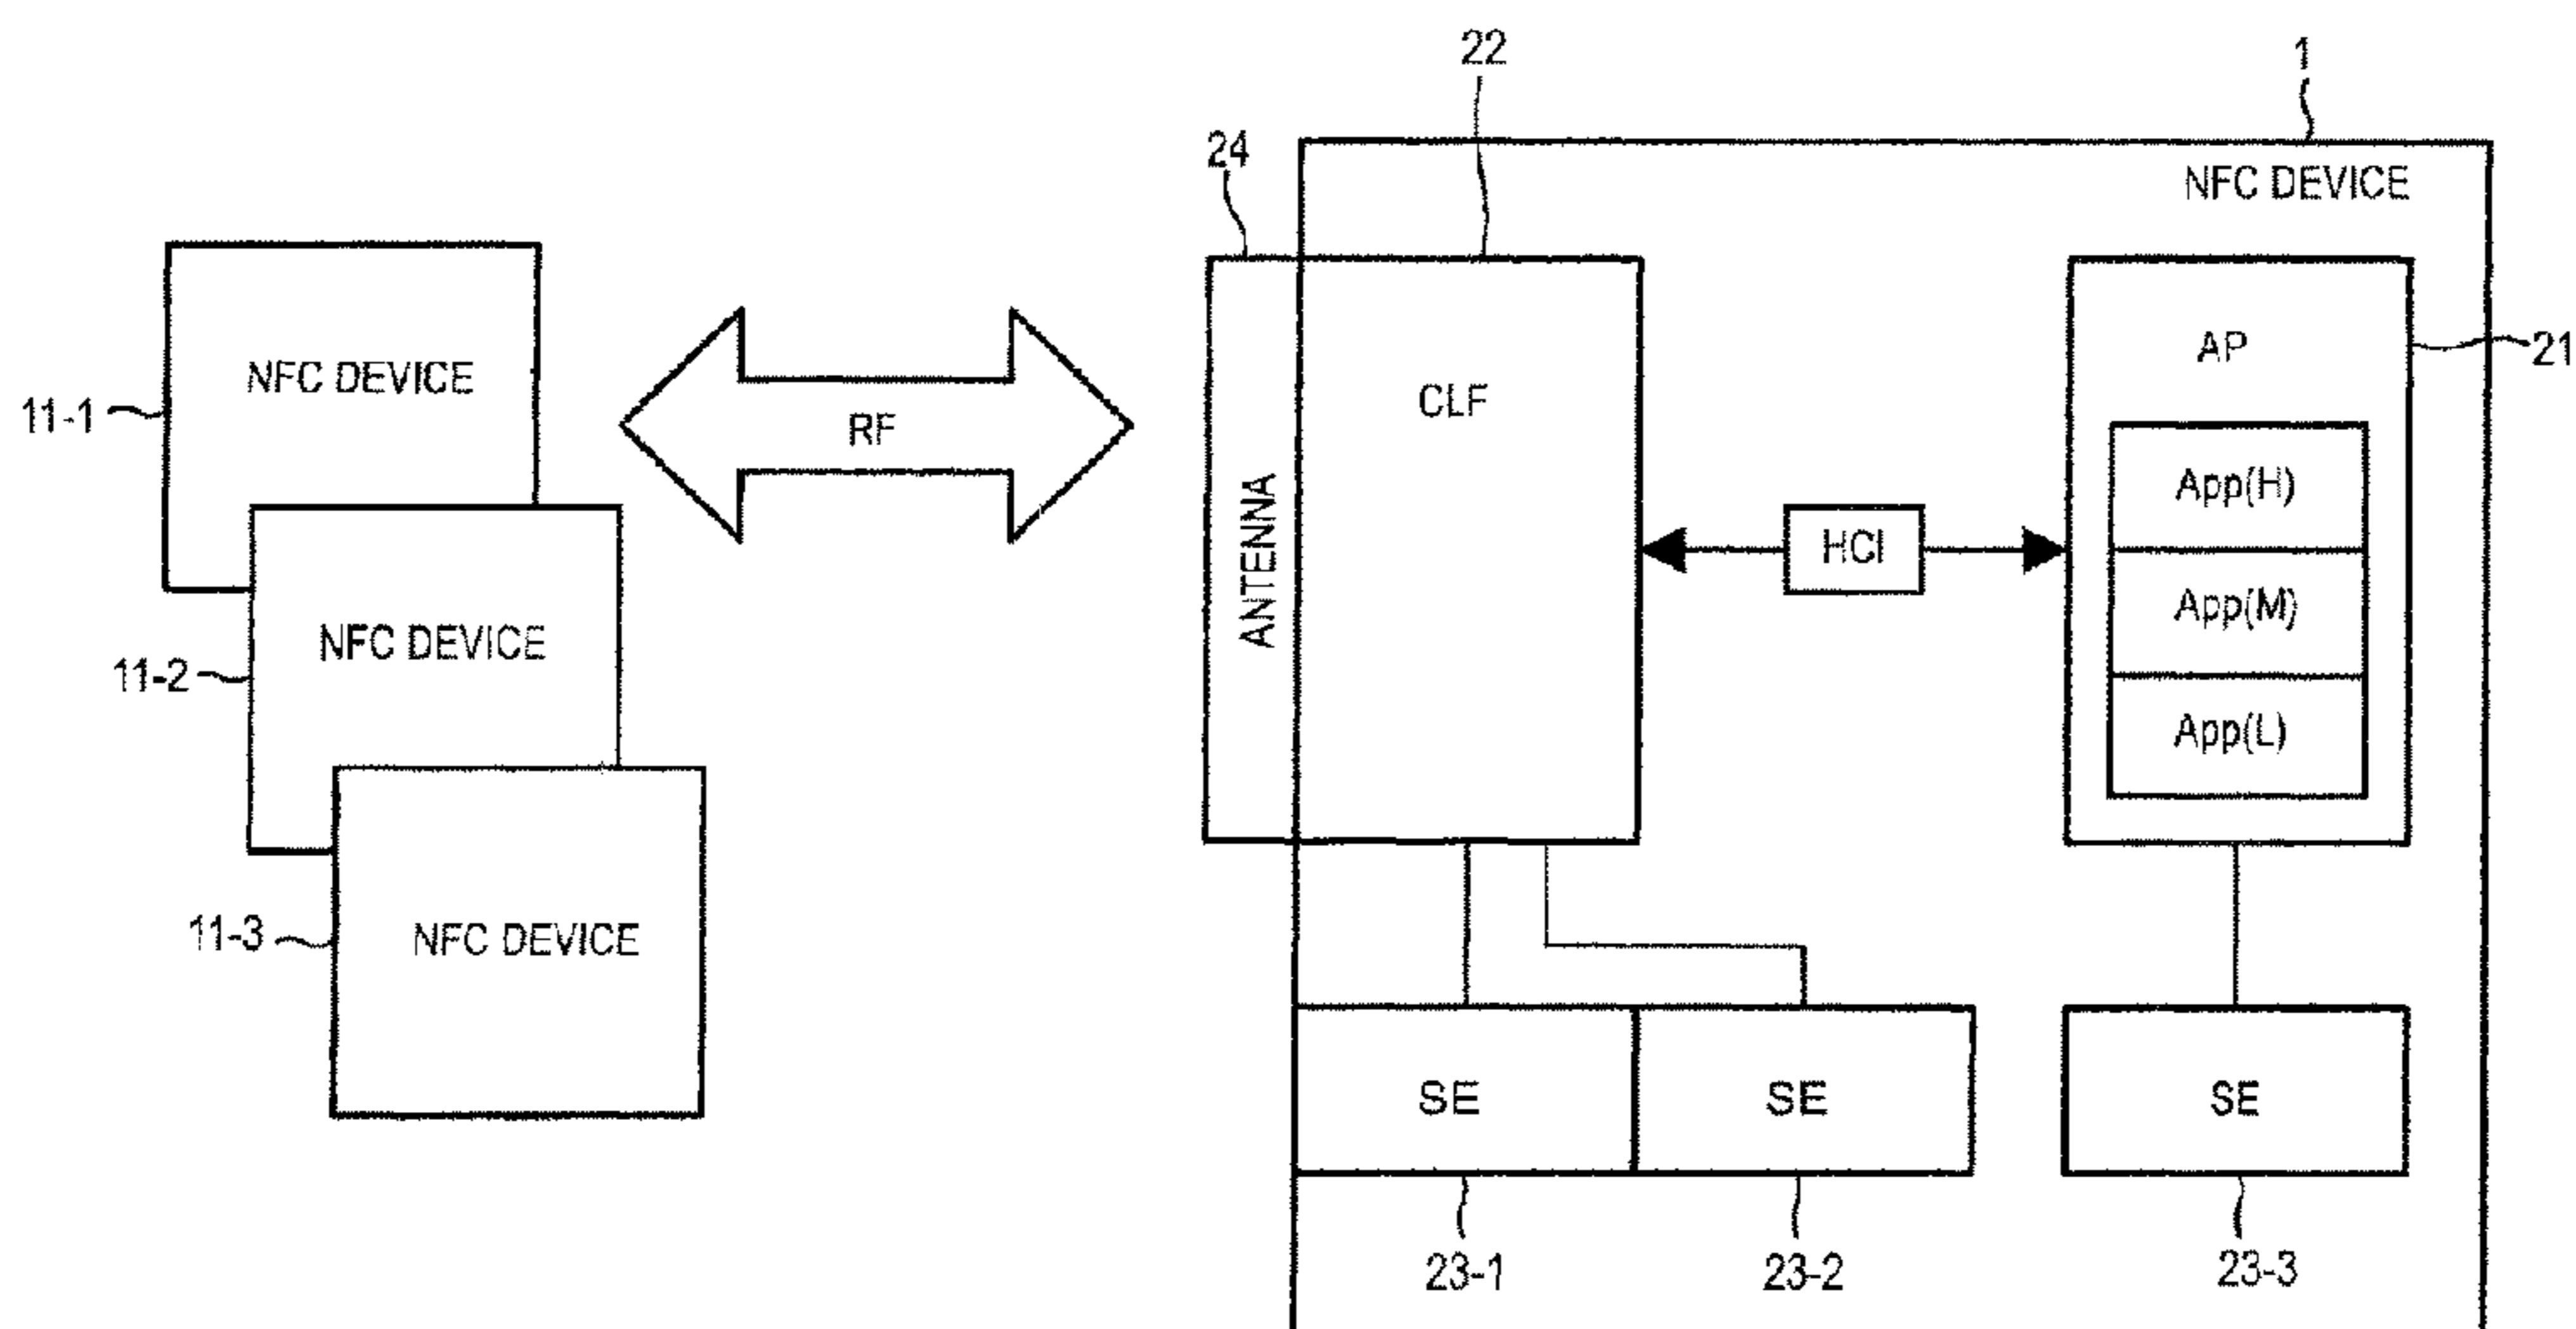 22
1
24
NFC DEVICE
NFC DEVICE
AP
21
CLF
11-1
RF
App(H)
ANTENNA
HCI
App(M)
NFC DEVICE
11-2
App(L)
11-3
NFC DEVICE
SE
SE
SE
23-1
23-2
23-3